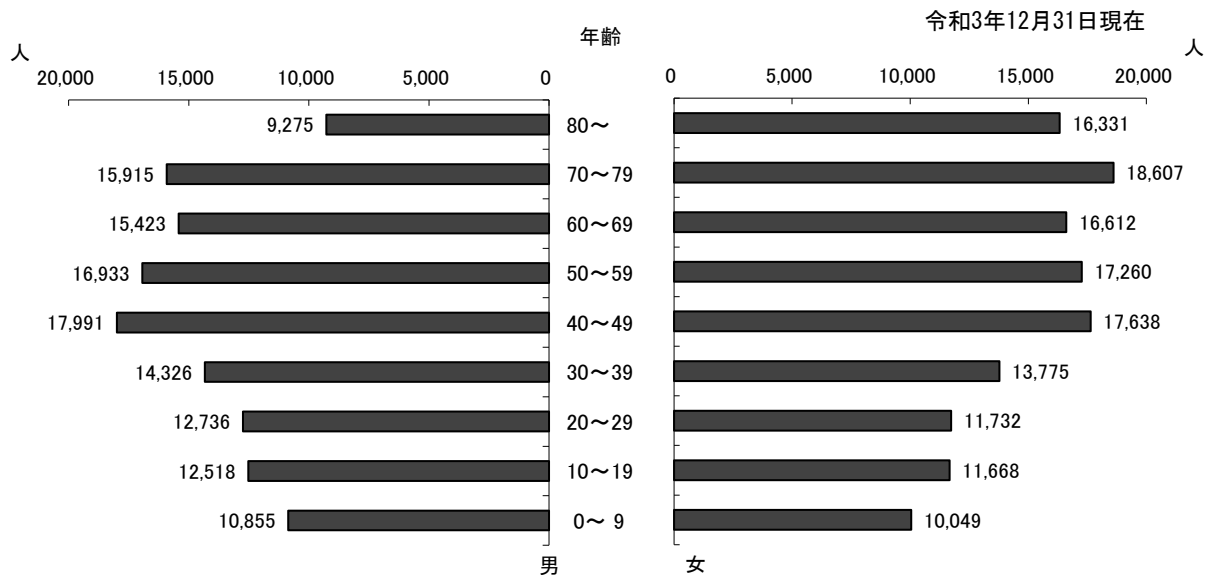 令和3年12月31日現在
年齢
人 人
20,000 15,000 10,000 5,000 0 0 5,000 10,000 15,000 20,000
9,275 80～ 16,331
15,915 70～79 18,607
15,423 60～69 16,612
16,933 50～59 17,260
17,991 40～49 17,638
14,326 30～39 13,775
12,736 20～29 11,732
12,518 10～19 11,668
10,855 0～ 9 10,049
男 女